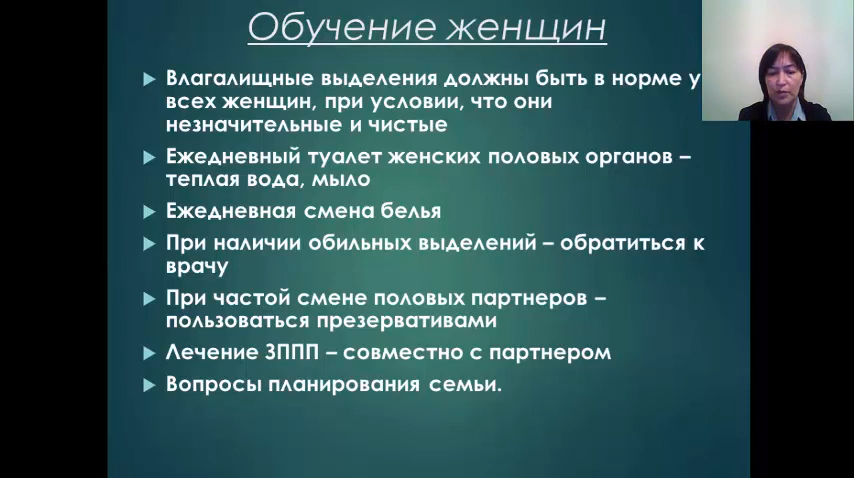 Обучение женщин
Влагалищные выделения должны быть в норме у
всех женщин, при условии, что они
незначительные и чистые
Ежедневный туалет женских половых органов –
теплая вода, мыло
Ежедневная смена белья
При наличии обильных выделений – обратиться к
врачу
При частой смене половых партнеров –
пользоваться презервативами
Лечение ЗППП – совместно с партнером
Вопросы планирования семьи.